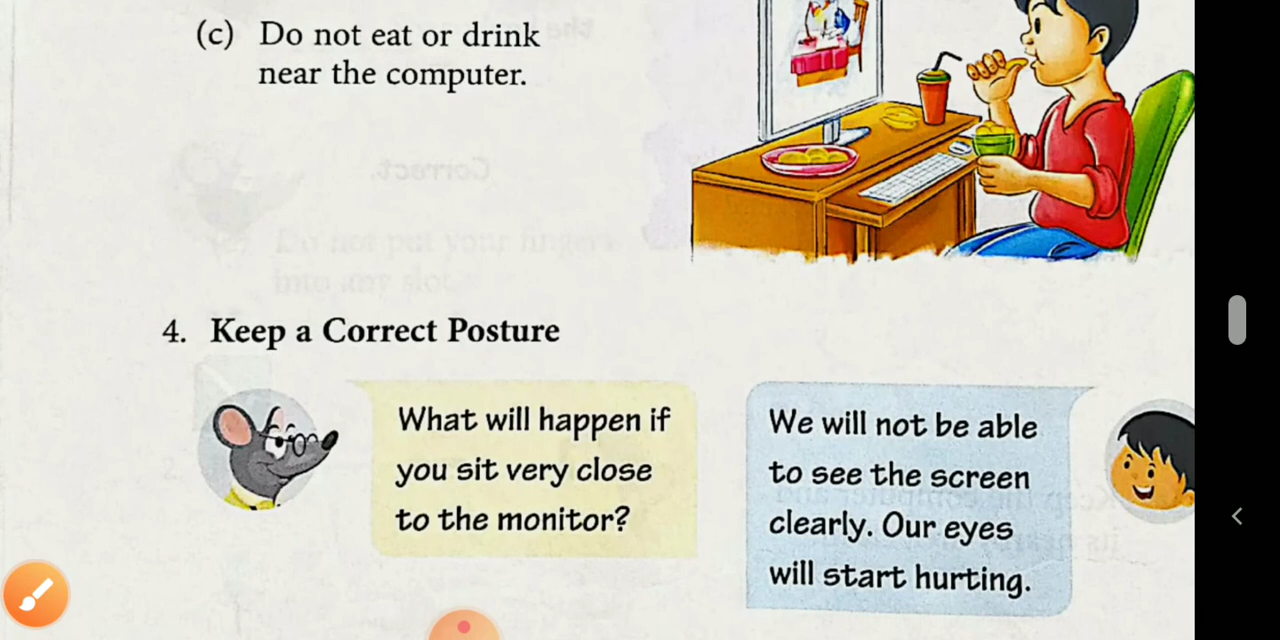 (c) Do not eat or drink
near the computer.
4. Keep a Correct Posture
What will happen if
you sit very close
to the monitor?
We will not be able
to see the screen
clearly. Our eyes
will start hurting.